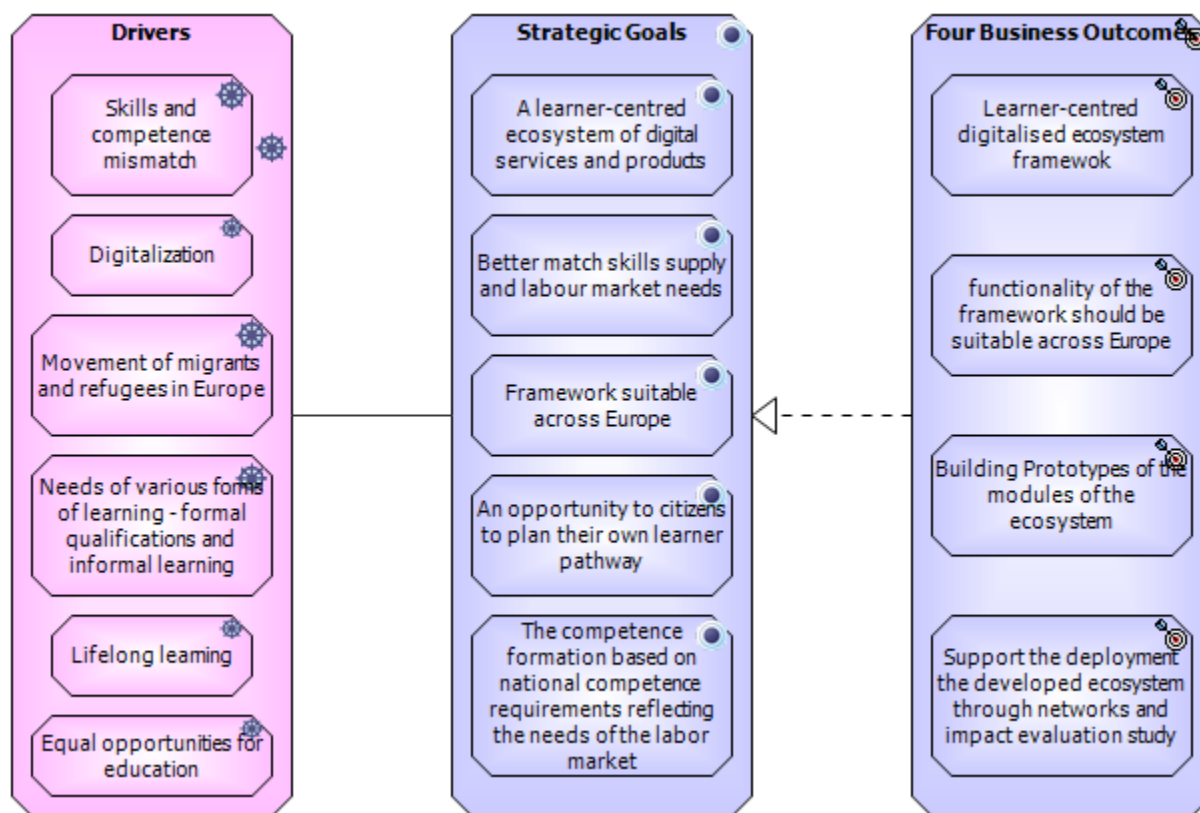 Drivers
Skills and
competence
mismatch
Digitalization
Movement of migrants
and refugees in Europe
Needs of various forms
of learning - formal
qualifications and
informal learning
Lifelong learning
Equal opportunities for
education
Strategic Goals
A learner-centred
ecosystem of digital
services and products
Better match skills supply
and labour market needs
Framework suitable
across Europe
An opportunity to citizens
to plan their own learner
pathway
The competence
formation based on
national competence
requirements reflecting
the needs of the labor
market
Four Business Outcomes
Learner-centred
digitalised ecosystem
framewok
functionality of the
framework should be
suitable across Europe
Building Prototypes of the
modules of the
ecosystem
Support the deployment
the developed ecosystem
through networks and
impact evaluation study